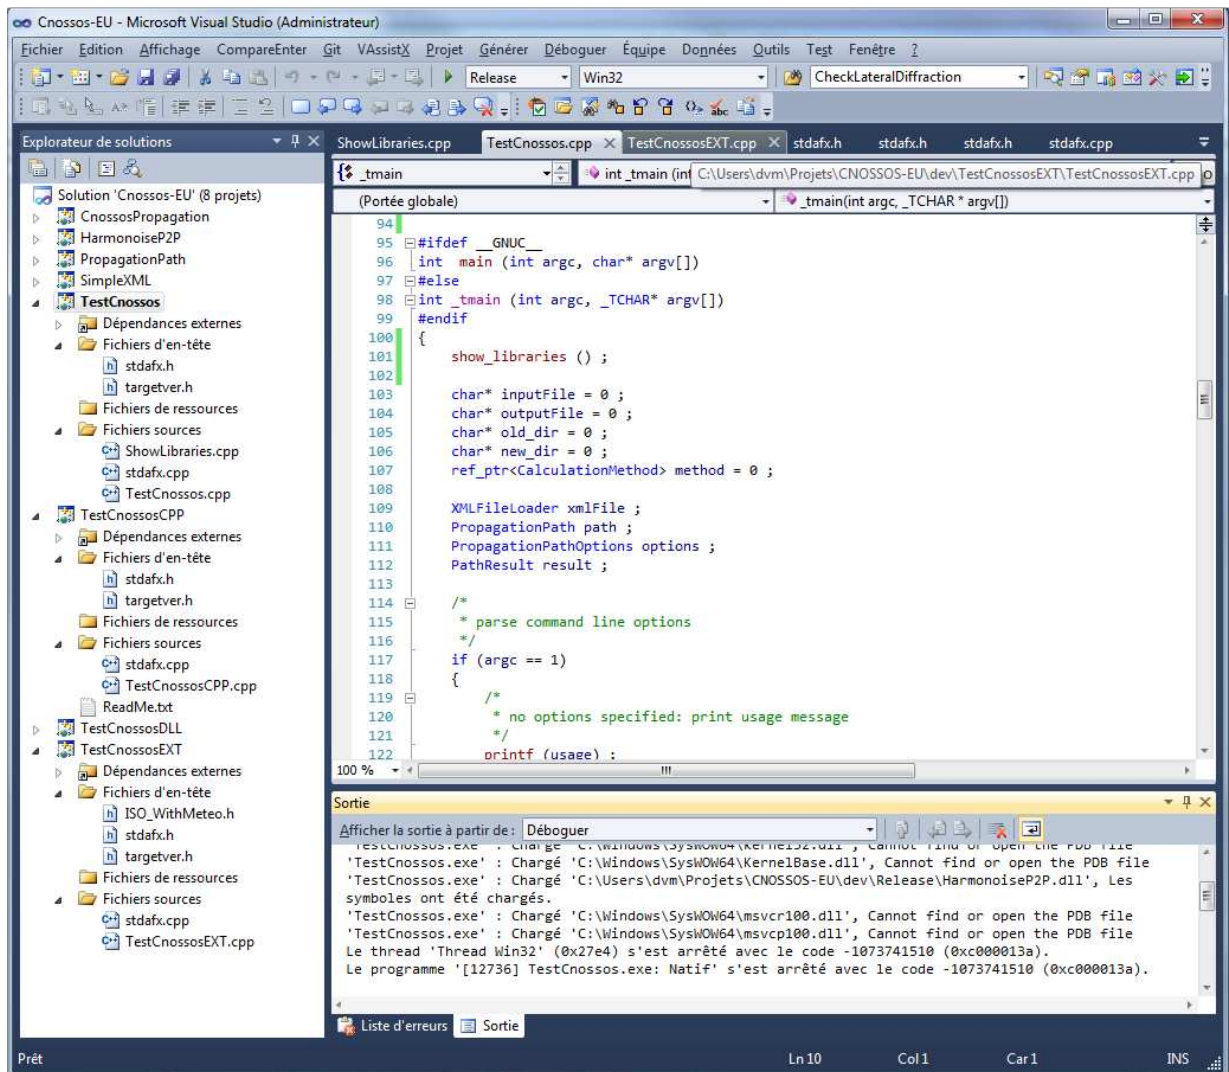 Cnossos-EU - Microsoft Visual Studio (Administrateur)
Fichier Edition Affichage CompareEnter Git VAssistX Projet Générer Déboguer Équipe Données Outils Test Fenêtre ?
Release Win32 CheckLateralDiffraction
Explorateur de solutions
Solution 'Cnossos-EU' (8 projets)
CnossosPropagation
HarmonoiseP2P
PropagationPath
SimpleXML
TestCnossos
Dépendances externes
Fichiers d'en-tête
stdafx.h
targetver.h
Fichiers de ressources
Fichiers sources
ShowLibraries.cpp
stdafx.cpp
TestCnossos.cpp
TestCnossosCPP
Dépendances externes
Fichiers d'en-tête
stdafx.h
targetver.h
Fichiers de ressources
Fichiers sources
stdafx.cpp
TestCnossosCPP.cpp
ReadMe.txt
TestCnossosDLL
TestCnossosEXT
Dépendances externes
Fichiers d'en-tête
ISO_WithMeteo.h
stdafx.h
targetver.h
Fichiers de ressources
Fichiers sources
stdafx.cpp
TestCnossosEXT.cpp
ShowLibraries.cpp TestCnossos.cpp TestCnossosEXT.cpp stdafx.h stdafx.h stdafx.h stdafx.cpp
_tmain int _tmain (int C:\Users\dvm\Projets\CNOSSOS-EU\dev\TestCnossosEXT\TestCnossosEXT.cpp
(Portée globale) _tmain(int argc, _TCHAR * argv[])
94
95 #ifdef __GNUC__
96 int main (int argc, char* argv[])
97 #else
98 int _tmain (int argc, _TCHAR* argv[])
99 #endif
100 {
101 show_libraries () ;
102
103 char* inputFile = 0 ;
104 char* outputFile = 0 ;
105 char* old_dir = 0 ;
106 char* new_dir = 0 ;
107 ref_ptr<CalculationMethod> method = 0 ;
108
109 XMLFileLoader xmlFile ;
110 PropagationPath path ;
111 PropagationPathOptions options ;
112 PathResult result ;
113
114 /*
115 * parse command line options
116 */
117 if (argc == 1)
118 {
119 /*
120 * no options specified: print usage message
121 */
122 printf (usage) ;
100 %
Sortie
Afficher la sortie à partir de : Déboguer
'TestCnossos.exe' : Chargé 'C:\Windows\SysWOW64\kernel32.dll', Cannot find or open the PDB file
'TestCnossos.exe' : Chargé 'C:\Windows\SysWOW64\KernelBase.dll', Cannot find or open the PDB file
'TestCnossos.exe' : Chargé 'C:\Users\dvm\Projets\CNOSSOS-EU\dev\Release\HarmonoiseP2P.dll', Les
symboles ont été chargés.
'TestCnossos.exe' : Chargé 'C:\Windows\SysWOW64\msvcr100.dll', Cannot find or open the PDB file
'TestCnossos.exe' : Chargé 'C:\Windows\SysWOW64\msvcp100.dll', Cannot find or open the PDB file
Le thread 'Thread Win32' (0x27e4) s'est arrêté avec le code -1073741510 (0xc000013a).
Le programme '[12736] TestCnossos.exe: Natif' s'est arrêté avec le code -1073741510 (0xc000013a).
Liste d'erreurs Sortie
Prêt Ln 10 Col 1 Car 1 INS